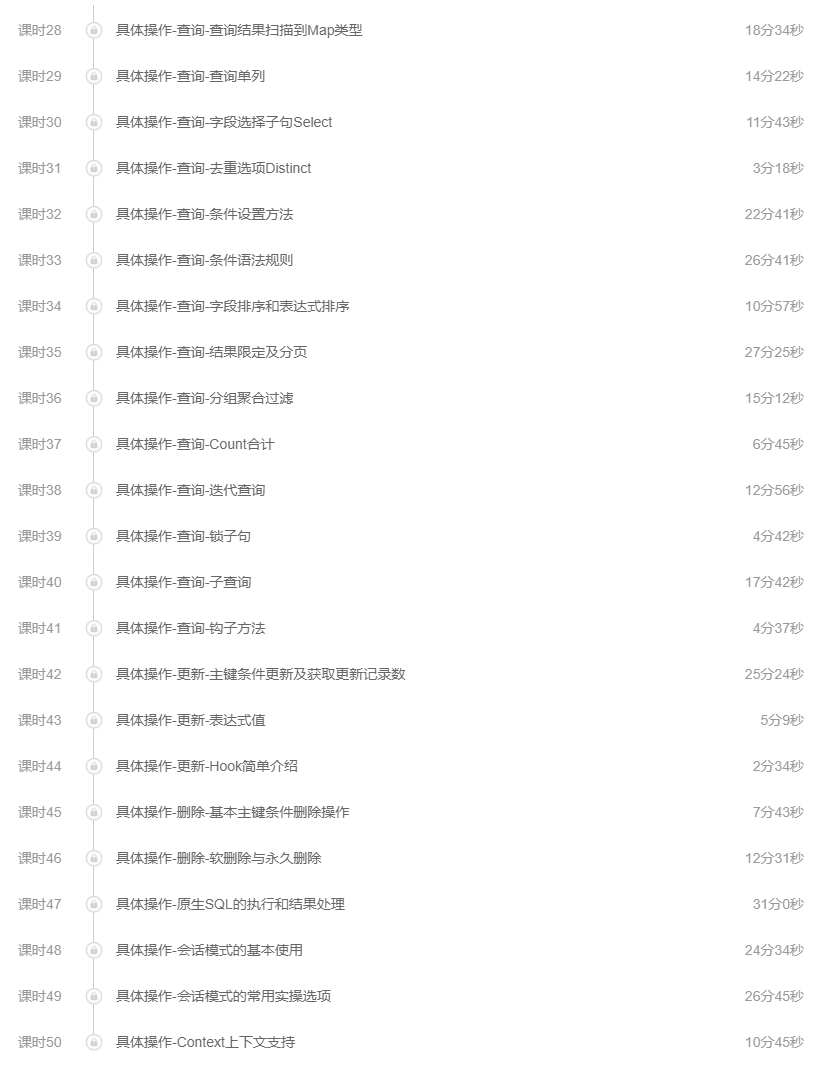 课时28 具体操作-查询-查询结果扫描到Map类型 18分34秒
课时29 具体操作-查询-查询单列 14分22秒
课时30 具体操作-查询-字段选择子句Select 11分43秒
课时31 具体操作-查询-去重选项Distinct 3分18秒
课时32 具体操作-查询-条件设置方法 22分41秒
课时33 具体操作-查询-条件语法规则 26分41秒
课时34 具体操作-查询-字段排序和表达式排序 10分57秒
课时35 具体操作-查询-结果限定及分页 27分25秒
课时36 具体操作-查询-分组聚合过滤 15分12秒
课时37 具体操作-查询-Count合计 6分45秒
课时38 具体操作-查询-迭代查询 12分56秒
课时39 具体操作-查询-锁子句 4分42秒
课时40 具体操作-查询-子查询 17分42秒
课时41 具体操作-查询-钩子方法 4分37秒
课时42 具体操作-更新-主键条件更新及获取更新记录数 25分24秒
课时43 具体操作-更新-表达式值 5分9秒
课时44 具体操作-更新-Hook简单介绍 2分34秒
课时45 具体操作-删除-基本主键条件删除操作 7分43秒
课时46 具体操作-删除-软删除与永久删除 12分31秒
课时47 具体操作-原生SQL的执行和结果处理 31分0秒
课时48 具体操作-会话模式的基本使用 24分34秒
课时49 具体操作-会话模式的常用实操选项 26分45秒
课时50 具体操作-Context上下文支持 10分45秒